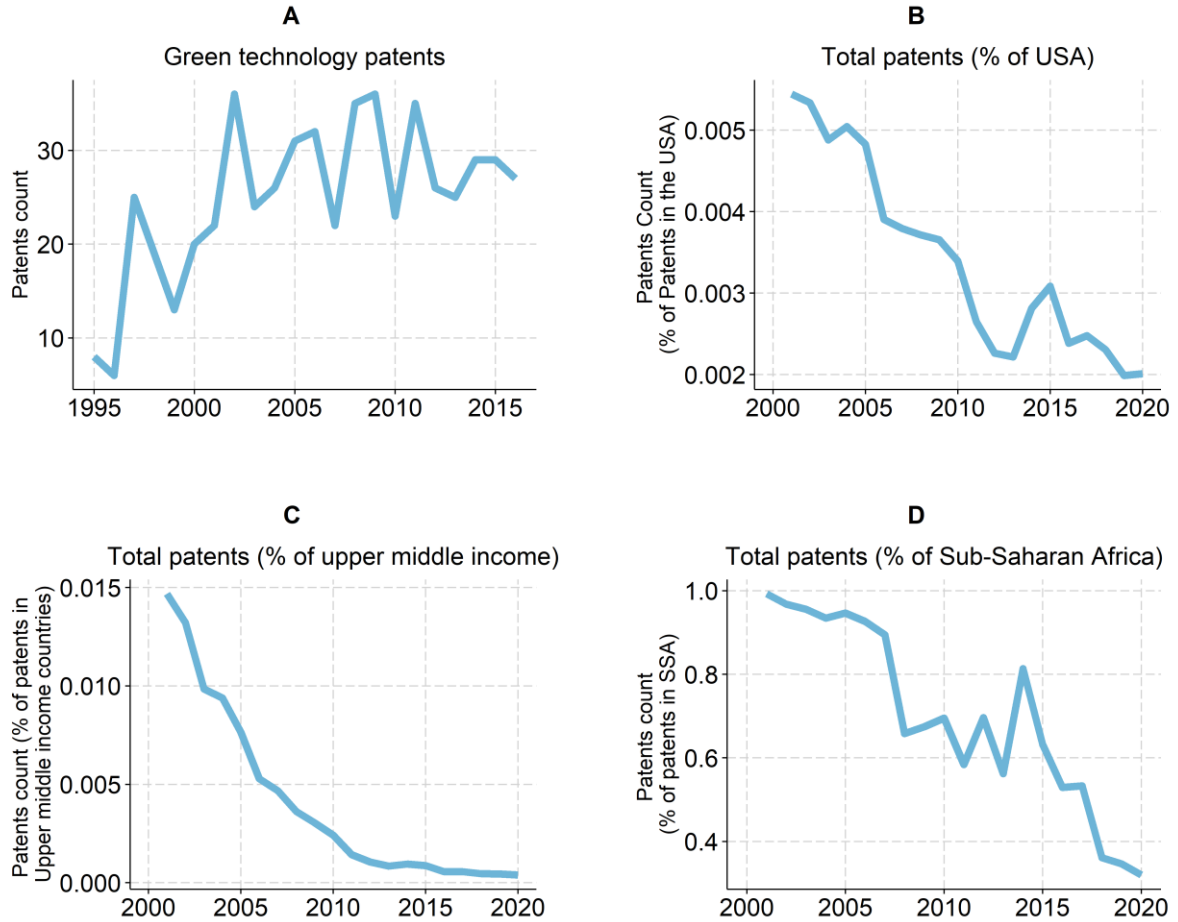 A
Green technology patents
Patents count
30
20
10
1995 2000 2005 2010 2015
B
Total patents (% of USA)
Patents Count
(% of Patents in the USA)
0.005
0.004
0.003
0.002
2000 2005 2010 2015 2020
C
Total patents (% of upper middle income)
Patents count (% of patents in
Upper middle income countries)
0.015
0.010
0.005
0.000
2000 2005 2010 2015 2020
D
Total patents (% of Sub-Saharan Africa)
Patents count
(% of patents in SSA)
1.0
0.8
0.6
0.4
2000 2005 2010 2015 2020